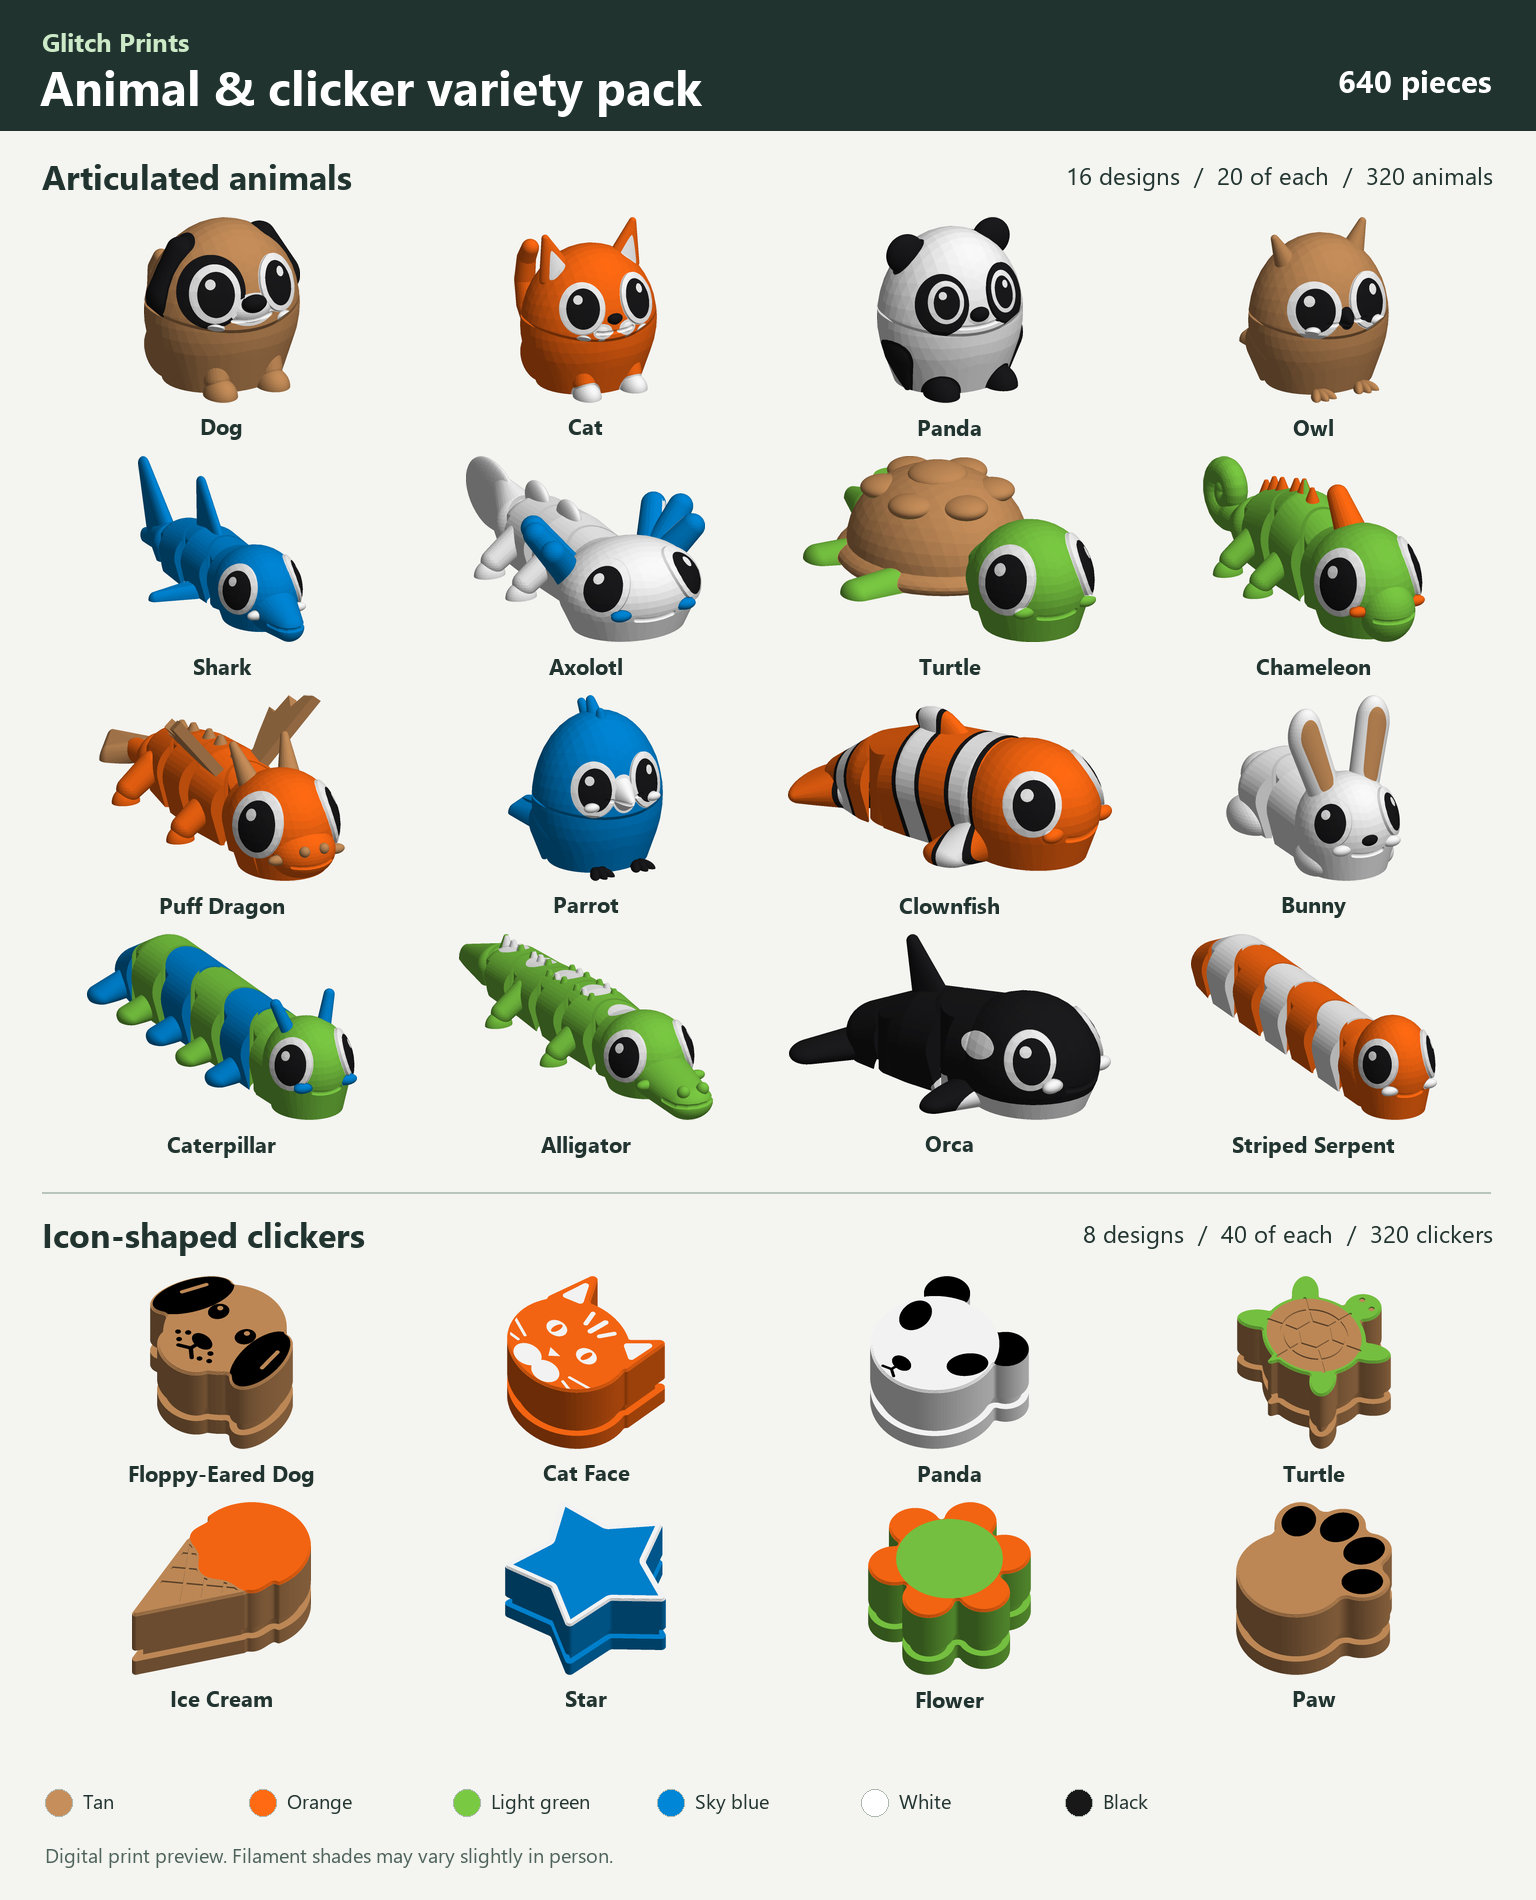 Glitch Prints
Animal & clicker variety pack
640 pieces
Articulated animals
16 designs / 20 of each / 320 animals
Dog
Cat
Panda
Owl
Shark
Axolotl
Turtle
Chameleon
Puff Dragon
Parrot
Clownfish
Bunny
Caterpillar
Alligator
Orca
Striped Serpent
Icon-shaped clickers
8 designs / 40 of each / 320 clickers
Floppy-Eared Dog
Cat Face
Panda
Turtle
Ice Cream
Star
Flower
Paw
Tan
Orange
Light green
Sky blue
White
Black
Digital print preview. Filament shades may vary slightly in person.